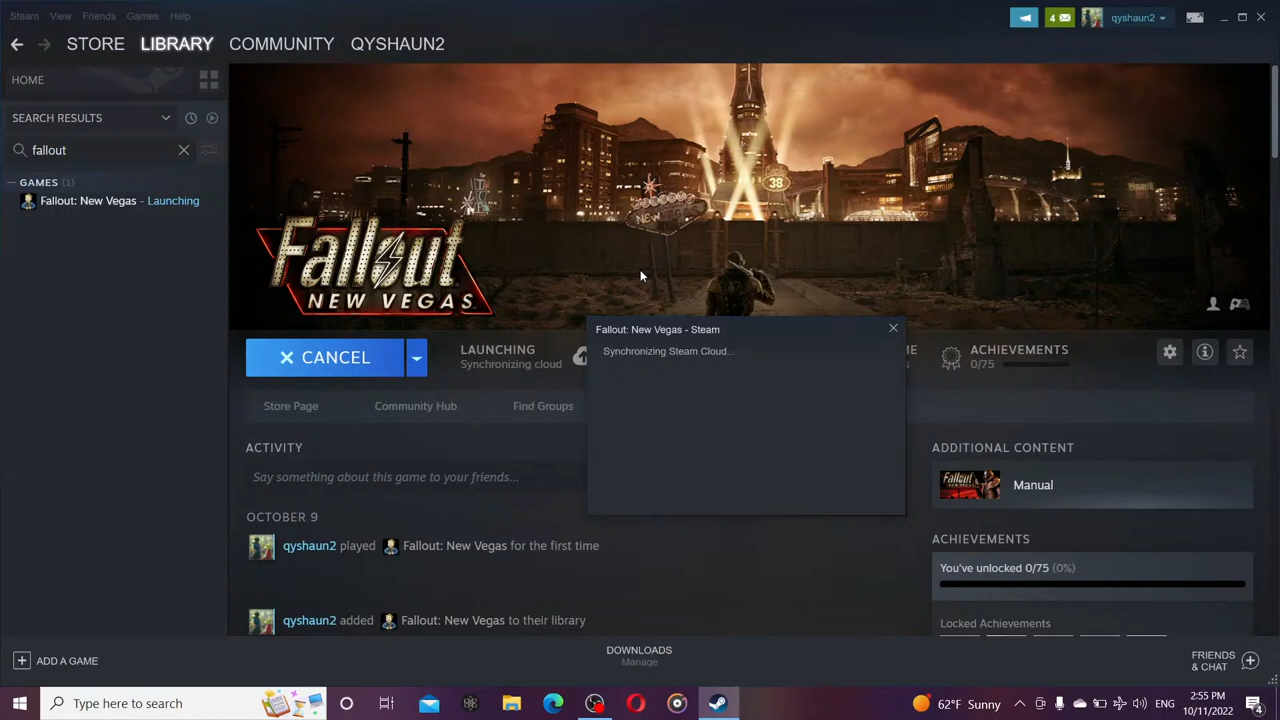 Steam View Friends Games Help
4 qyshaun2
STORE LIBRARY COMMUNITY QYSHAUN2
HOME
SEARCH RESULTS
fallout
GAMES (1)
Fallout: New Vegas - Launching
38
NEW VEGAS
Fallout
NEW VEGAS
Fallout: New Vegas - Steam
Synchronizing Steam Cloud...
CANCEL
LAUNCHING
Synchronizing cloud
ME
ACHIEVEMENTS
0/75
Store Page Community Hub Find Groups
ACTIVITY
Say something about this game to your friends...
OCTOBER 9
qyshaun2 played Fallout: New Vegas for the first time
qyshaun2 added Fallout: New Vegas to their library
ADDITIONAL CONTENT
Manual
ACHIEVEMENTS
You've unlocked 0/75 (0%)
Locked Achievements
ADD A GAME
DOWNLOADS
Manage
FRIENDS
& CHAT
Type here to search
62°F Sunny
ENG
2:55 PM
10/11/2022
4